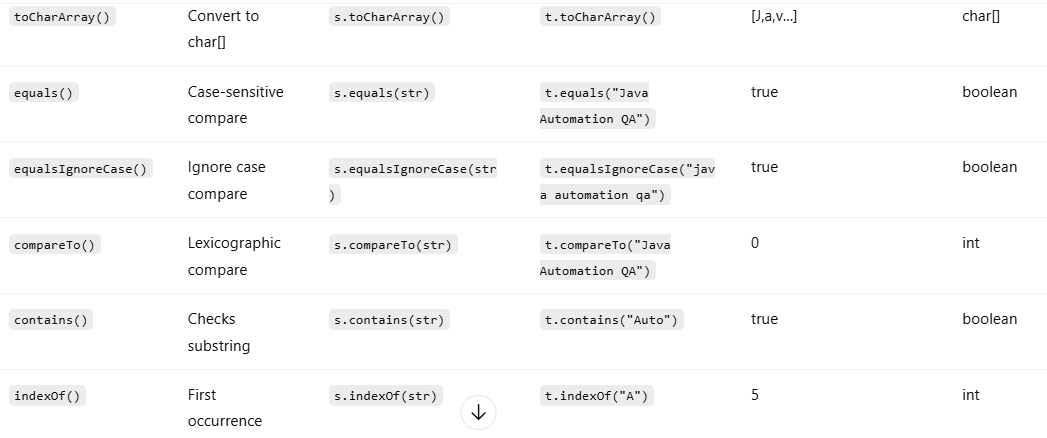 toCharArray() Convert to s.toCharArray() t.toCharArray() [J,a,v...] char[]
char[]
equals() Case-sensitive s.equals(str) t.equals("Java true boolean
compare Automation QA")
equalsIgnoreCase() Ignore case s.equalsIgnoreCase(str t.equalsIgnoreCase("jav true boolean
compare ) a automation qa")
compareTo() Lexicographic s.compareTo(str) t.compareTo("Java 0 int
compare Automation QA")
contains() Checks s.contains(str) t.contains("Auto") true boolean
substring
indexOf() First s.indexOf(str) t.indexOf("A") 5 int
occurrence